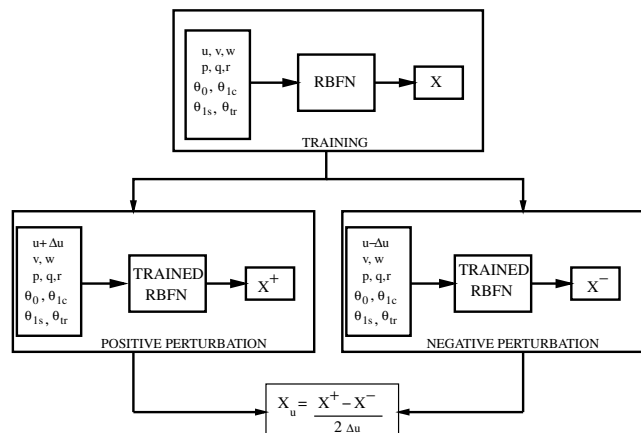 u, v, w
p, q,r
θ0 , θ1c
θ1s , θtr
RBFN
X
TRAINING
u+Δu
v, w
p, q,r
θ0 , θ1c
θ1s , θtr
TRAINED
RBFN
X+
POSITIVE PERTURBATION
u−Δu
v, w
p, q,r
θ0 , θ1c
θ1s , θtr
TRAINED
RBFN
X−
NEGATIVE PERTURBATION
Xu = X+ − X−
2 Δu